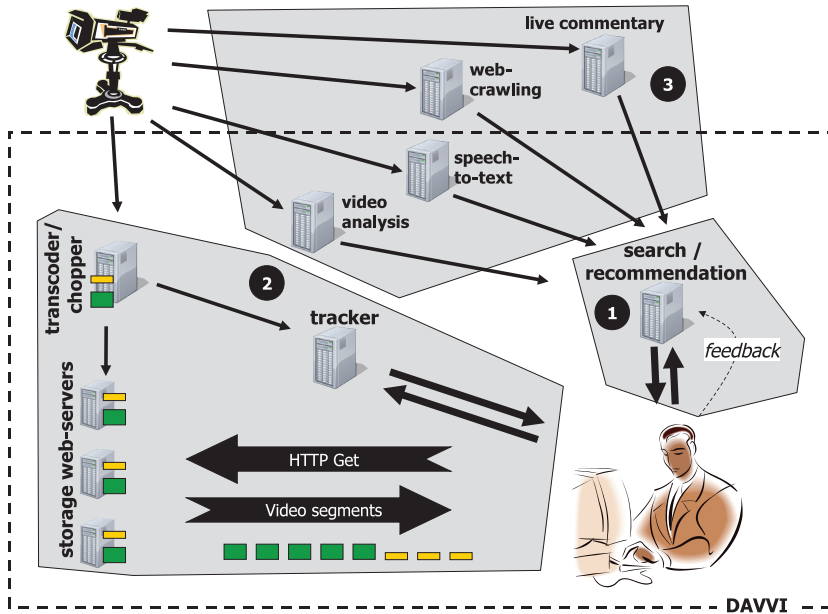 live commentary
web-
crawling
3
speech-
to-text
video
analysis
search /
recommendation
1
feedback
transcoder/
chopper
2
tracker
storage web-servers
HTTP Get
Video segments
DAVVI